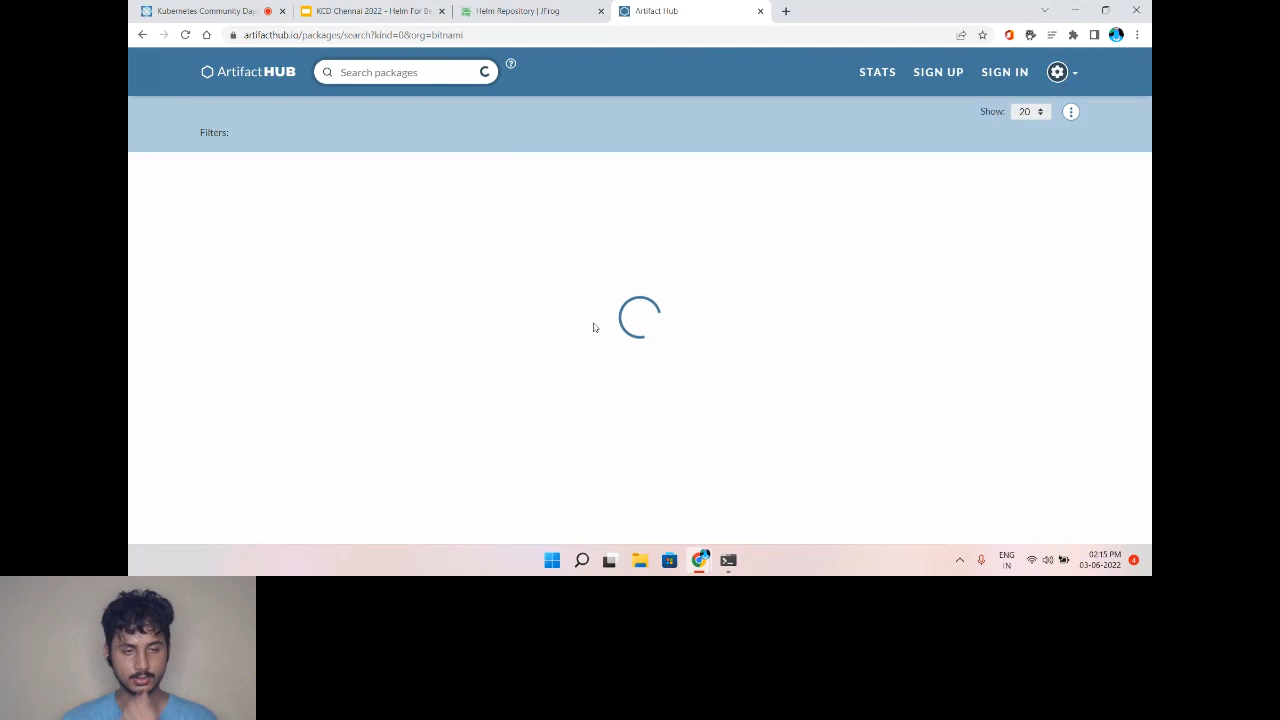 Kubernetes Community Day
KCD Chennai 2022 - Helm For Be
Helm Repository | JFrog
Artifact Hub
artifacthub.io/packages/search?kind=0&org=bitnami
ArtifactHUB
Search packages
STATS
SIGN UP
SIGN IN
Show:
20
Filters:
ENG
IN
02:15 PM
03-06-2022
4